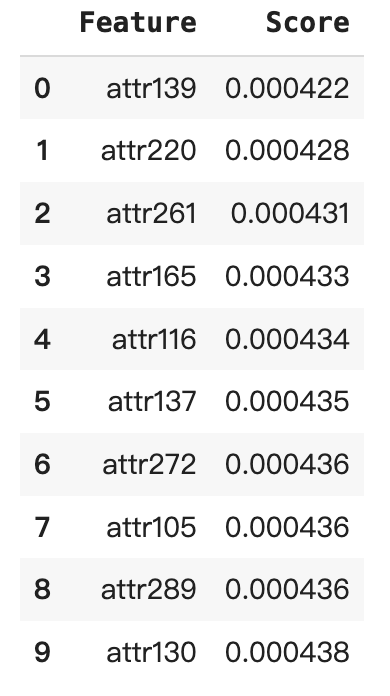 Feature Score
0 attr139 0.000422
1 attr220 0.000428
2 attr261 0.000431
3 attr165 0.000433
4 attr116 0.000434
5 attr137 0.000435
6 attr272 0.000436
7 attr105 0.000436
8 attr289 0.000436
9 attr130 0.000438